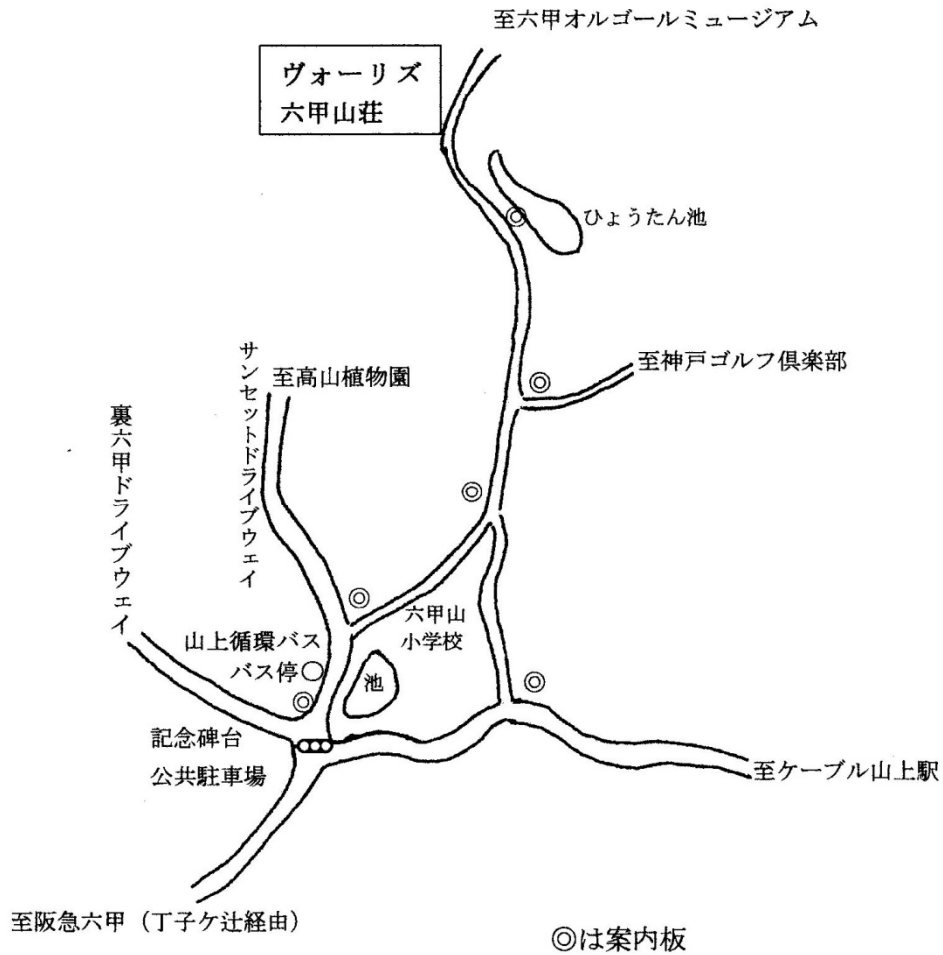 至六甲オルゴールミュージアム
ヴォーリズ
六甲山荘
ひょうたん池
至神戸ゴルフ倶楽部
サンセットドライブウェイ
至高山植物園
裏六甲ドライブウェイ
六甲山
小学校
山上循環バス
バス停
池
記念碑台
公共駐車場
至ケーブル山上駅
至阪急六甲（丁子ケ辻経由）
◎は案内板